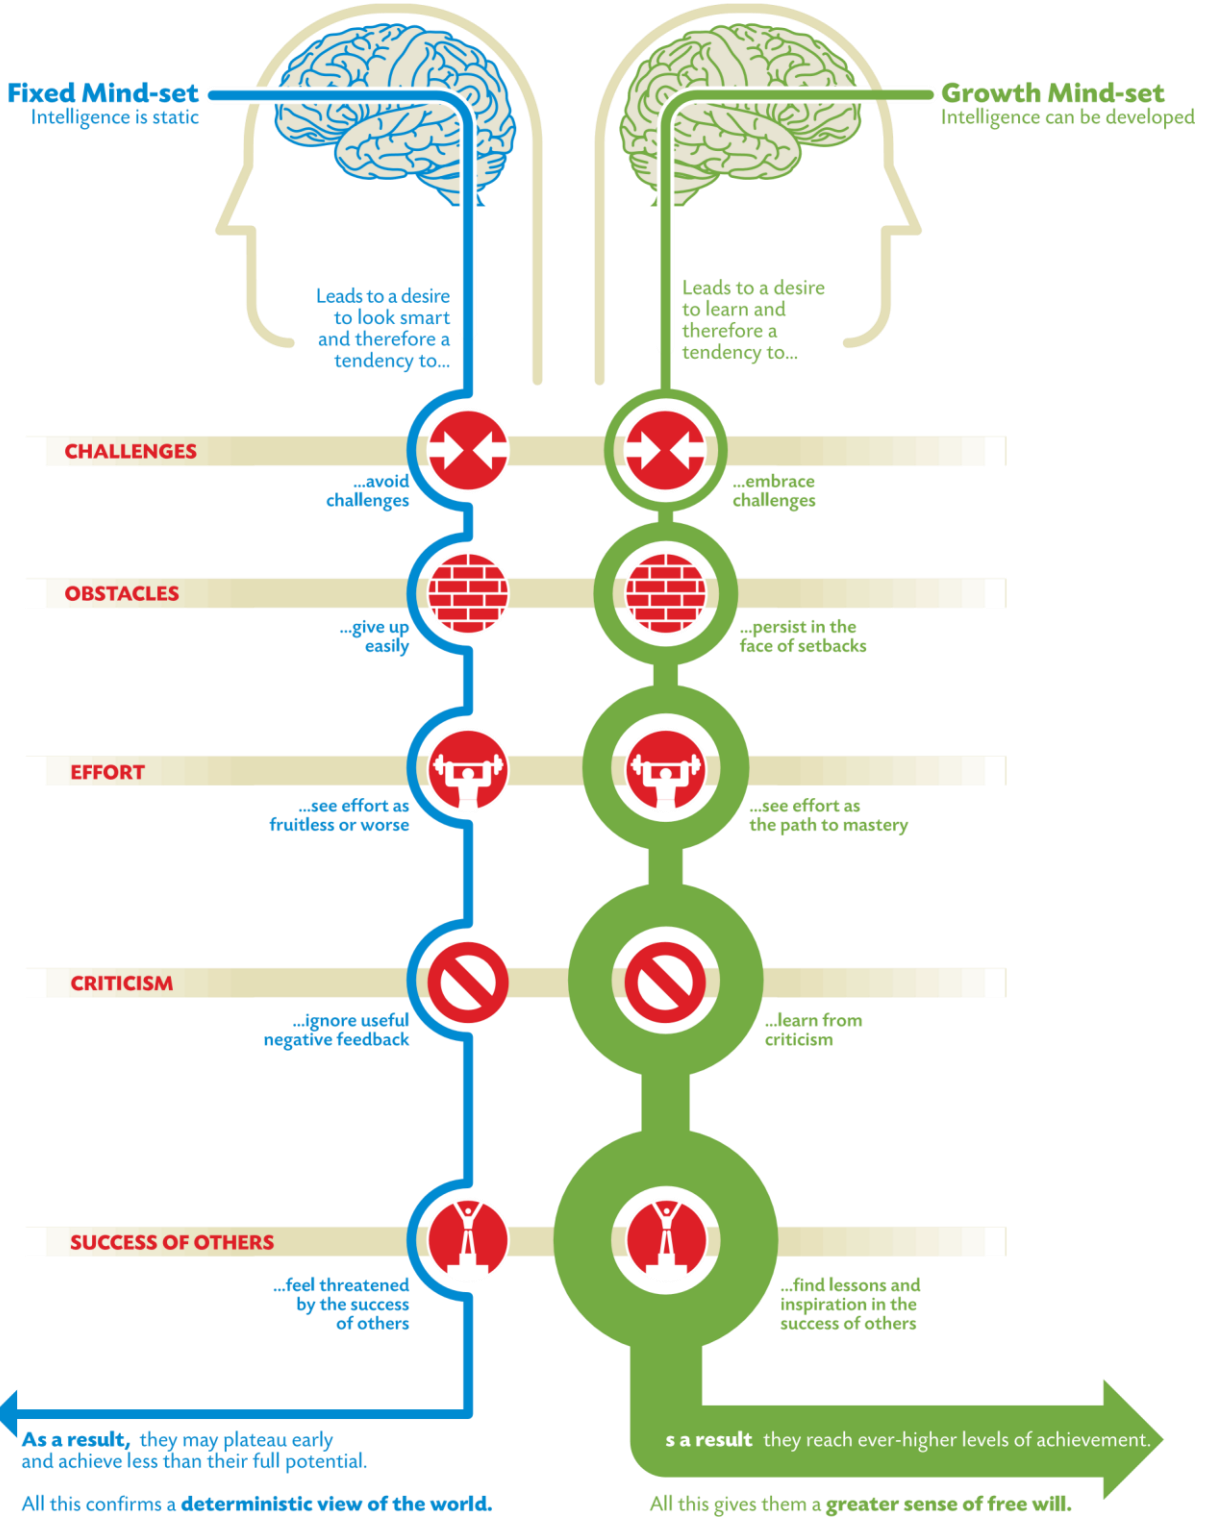 Fixed Mind-set
Intelligence is static
Growth Mind-set
Intelligence can be developed
Leads to a desire
to look smart
and therefore a
tendency to...
Leads to a desire
to learn and
therefore a
tendency to...
CHALLENGES
...avoid
challenges
...embrace
challenges
OBSTACLES
...give up
easily
...persist in the
face of setbacks
EFFORT
...see effort as
fruitless or worse
...see effort as
the path to mastery
CRITICISM
...ignore useful
negative feedback
...learn from
criticism
SUCCESS OF OTHERS
...feel threatened
by the success
of others
...find lessons and
inspiration in the
success of others
As a result, they may plateau early
and achieve less than their full potential.
All this confirms a deterministic view of the world.
s a result they reach ever-higher levels of achievement.
All this gives them a greater sense of free will.